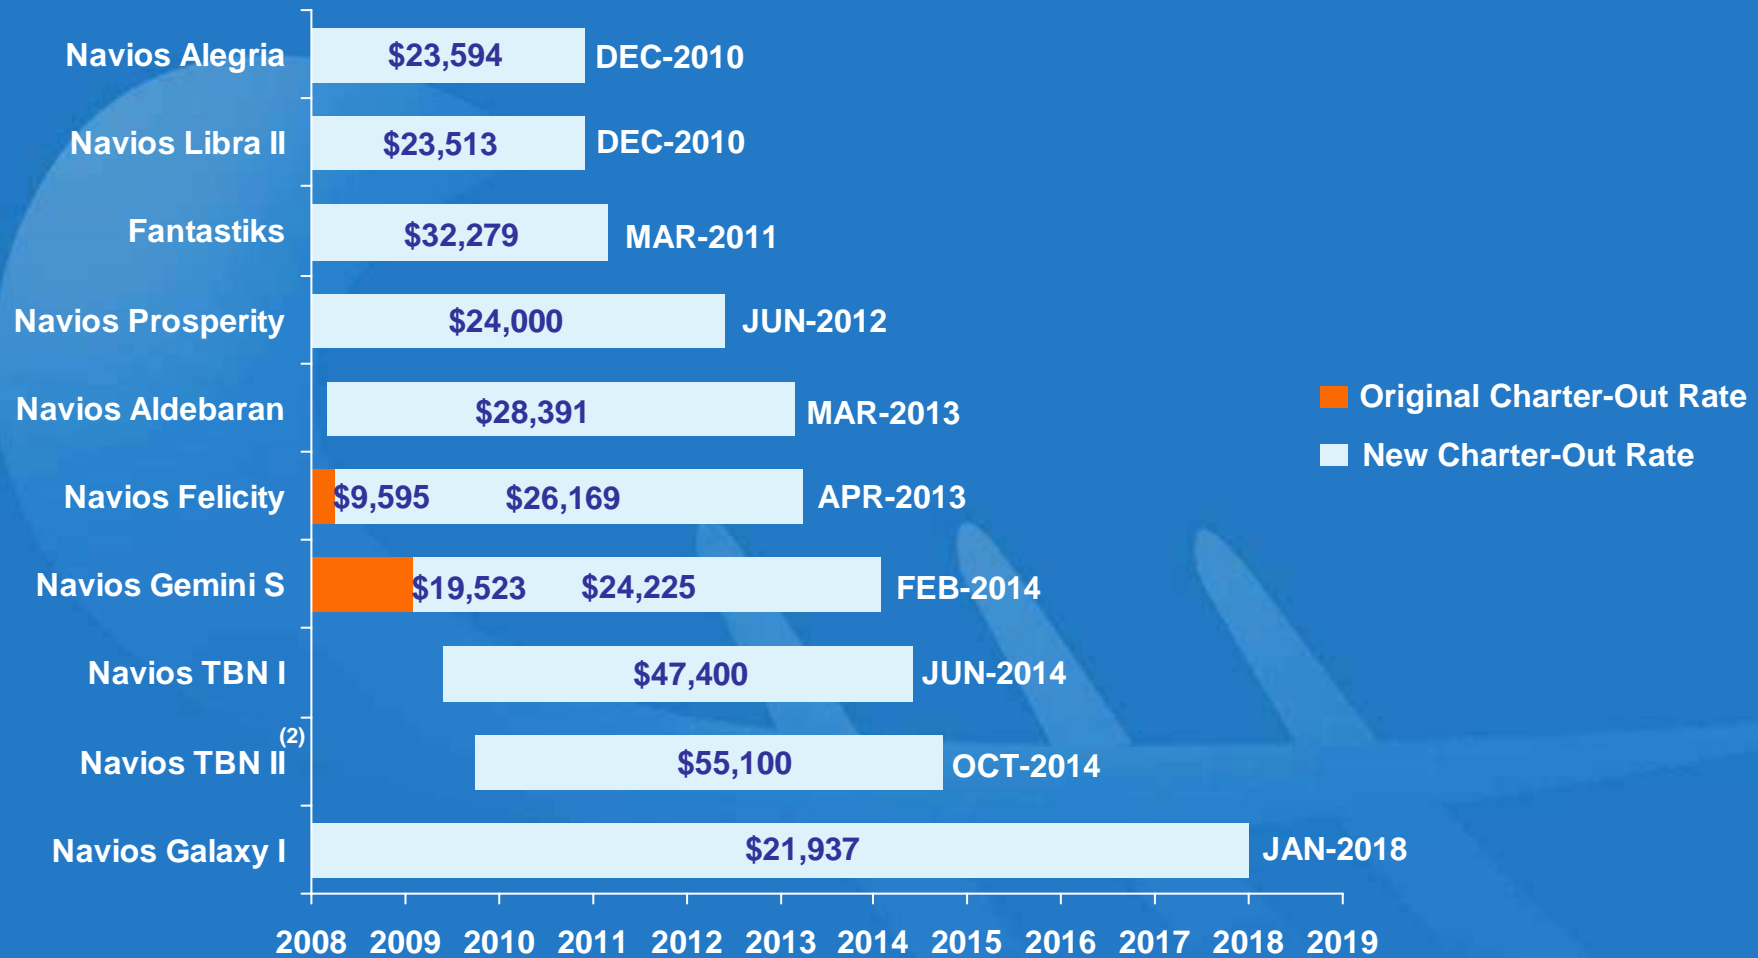 Navios Alegria $23,594 DEC-2010
Navios Libra II $23,513 DEC-2010
Fantastiks $32,279 MAR-2011
Navios Prosperity $24,000 JUN-2012
Navios Aldebaran $28,391 MAR-2013
Navios Felicity $9,595 $26,169 APR-2013
Navios Gemini S $19,523 $24,225 FEB-2014
Navios TBN I $47,400 JUN-2014
Navios TBN II (2) $55,100 OCT-2014
Navios Galaxy I $21,937 JAN-2018
Original Charter-Out Rate
New Charter-Out Rate
2008 2009 2010 2011 2012 2013 2014 2015 2016 2017 2018 2019